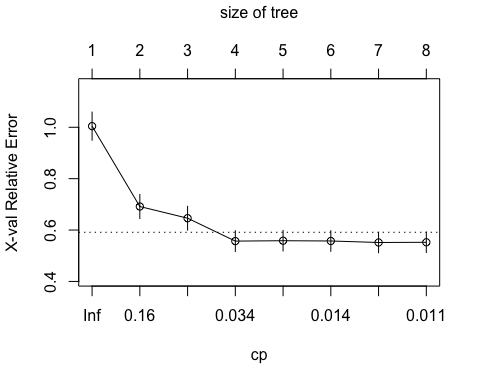 size of tree
1 2 3 4 5 6 7 8
X-val Relative Error
1.0
0.8
0.6
0.4
Inf 0.16 0.034 0.014 0.011
cp